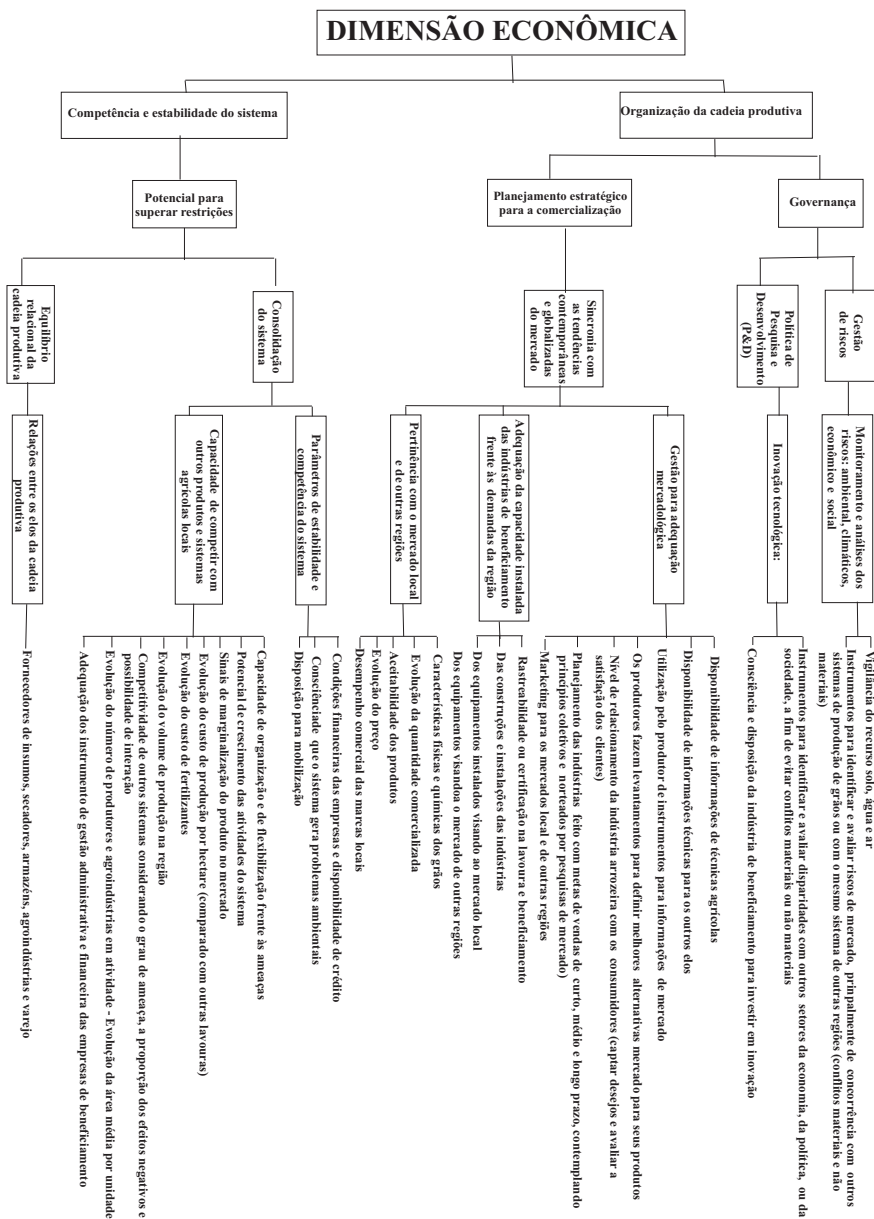 DIMENSÃO ECONÔMICA
Competência e estabilidade do sistema
Organização da cadeia produtiva
Potencial para
superar restrições
Planejamento estratégico
para a comercialização
Governança
Equilíbrio
relacional da
cadeia produtiva
Consolidação
do sistema
Sincronia com
as tendências
contemporâneas
e globalizadas
do mercado
Política de
Pesquisa e
Desenvolvimento
(P&D)
Gestão
de riscos
Relações entre os elos da cadeia
produtiva
Capacidade de competir com
outros produtos e sistemas
agrícolas locais
Parâmetros de estabilidade e
competência do sistema
Pertinência com o mercado local
e de outras regiões
Adequação da capacidade instalada
das indústrias de beneficiamento
frente às demandas da região
Gestão para adequação
mercadológica
Inovação tecnológica:
Monitoramento e análises dos
riscos: ambiental, climáticos,
econômico e social
Fornecedores de insumos, secadores, armazéns, agroindústrias e varejo
Adequação dos instrumento de gestão administrativa e financeira das empresas de beneficiamento
Evolução do número de produtores e agroindústrias em atividade - Evolução da área média por unidade
Competitividade de outros sistemas considerando o grau de ameaça, a proporção dos efeitos negativos e
possibilidade de interação
Evolução do volume de produção na região
Evolução do custo de fertilizantes
Evolução do custo de produção por hectare (comparado com outras lavouras)
Sinais de marginalização do produto no mercado
Potencial de crescimento das atividades do sistema
Capacidade de organização e de flexibilização frente às ameaças
Disposição para mobilização
Consciênciade que o sistema gera problemas ambientais
Condições financeiras das empresas e disponibilidade de crédito
Desempenho comercial das marcas locais
Evolução do preço
Aceitabilidade dos produtos
Evolução da quantidade comercializada
Características físicas e químicas dos grãos
Dos equipamentos visandoa o mercado de outras regiões
Dos equipamentos instalados visando ao mercado local
Das construções e instalações das indústrias
Rastreabilidade ou certificação na lavoura e beneficiamento
Marketing para os mercados local e de outras regiões
Planejamento das indústrias feito com metas de vendas de curto, médio e longo prazo, contemplando
princípios coletivos e norteados por pesquisas de mercado)
Nível de relacionamento da indústria arrozeira com os consumidores (captar desejos e avaliar a
satisfação dos clientes)
Os produtores fazem levantamentos para definir melhores alternativas mercado para seus produtos
Utilização pelo produtor de instrumentos para informações de mercado
Disponibilidade de informações técnicas para os outros elos
Disponibilidade de informações de técnicas agrícolas
Consciência e disposição da indústria de beneficiamento para investir em inovação
Instrumentos para identificar e avaliar disparidades com outros setores da economia, da política, ou da
sociedade, a fim de evitar conflitos materiais ou não materiais
Instrumentos para identificar e avaliar riscos de mercado, prinpalmente de concorrência com outros
sistemas de produção de grãos ou com o mesmo sistema de outras regiões (conflitos materiais e não
materiais)
Vigilância do recurso solo, água e ar